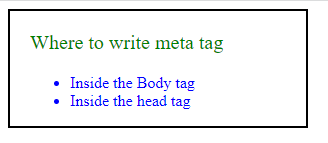 Where to write meta tag
Inside the Body tag
Inside the head tag